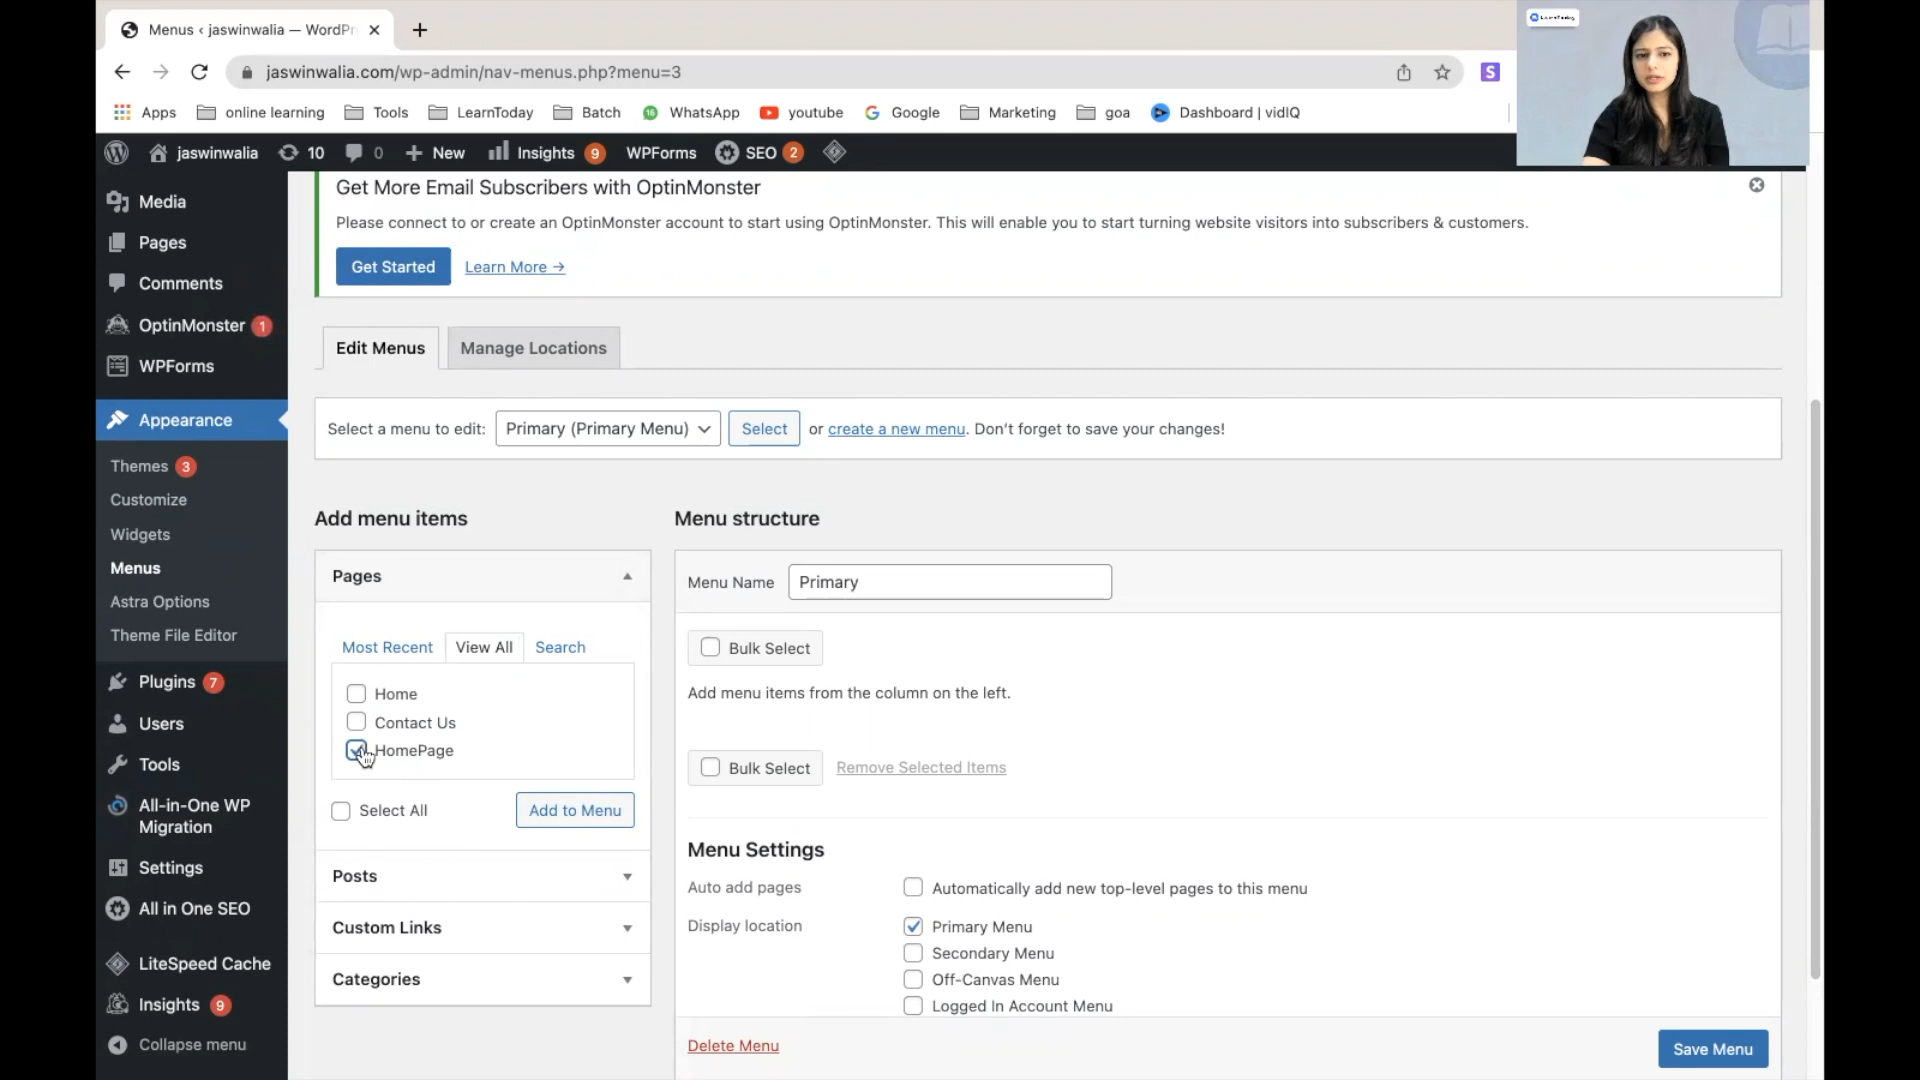 Menus ‹ jaswinwalia — WordPr
jaswinwalia.com/wp-admin/nav-menus.php?menu=3
S
Apps online learning Tools LearnToday Batch WhatsApp youtube Google Marketing goa Dashboard | vidIQ
jaswinwalia 10 0 New Insights 9 WPForms SEO 2
Media
Pages
Comments
OptinMonster 1
WPForms
Appearance
Themes 3
Customize
Widgets
Menus
Astra Options
Theme File Editor
Plugins 7
Users
Tools
All-in-One WP
Migration
Settings
All in One SEO
LiteSpeed Cache
Insights 9
Collapse menu
Get More Email Subscribers with OptinMonster
Please connect to or create an OptinMonster account to start using OptinMonster. This will enable you to start turning website visitors into subscribers & customers.
Get Started Learn More →
Edit Menus Manage Locations
Select a menu to edit: Primary (Primary Menu) Select or create a new menu. Don't forget to save your changes!
Add menu items
Pages
Most Recent View All Search
Home
Contact Us
HomePage
Select All Add to Menu
Posts
Custom Links
Categories
Menu structure
Menu Name Primary
Bulk Select
Add menu items from the column on the left.
Bulk Select Remove Selected Items
Menu Settings
Auto add pages Automatically add new top-level pages to this menu
Display location Primary Menu
Secondary Menu
Off-Canvas Menu
Logged In Account Menu
Delete Menu Save Menu